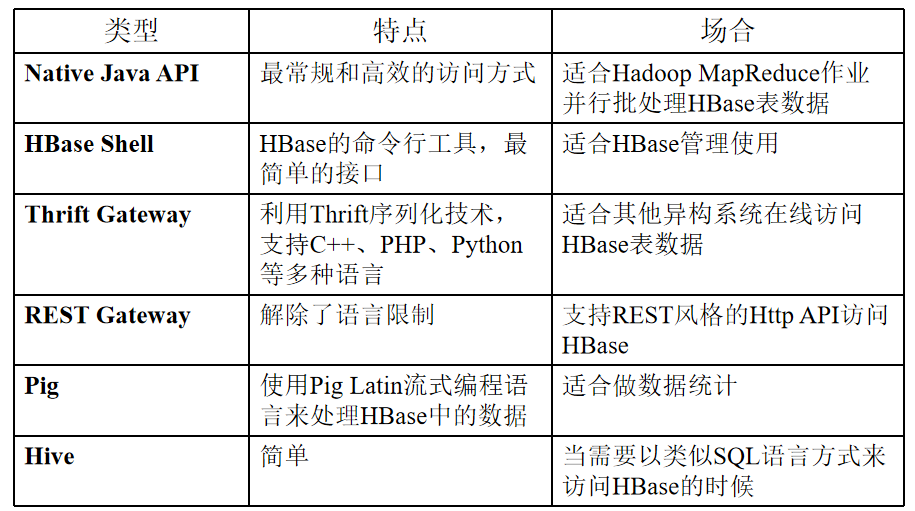 类型
特点
场合
Native Java API
最常规和高效的访问方式
适合Hadoop MapReduce作业
并行批处理HBase表数据
HBase Shell
HBase的命令行工具，最
简单的接口
适合HBase管理使用
Thrift Gateway
利用Thrift序列化技术，
支持C++、PHP、Python
等多种语言
适合其他异构系统在线访问
HBase表数据
REST Gateway
解除了语言限制
支持REST风格的Http API访问
HBase
Pig
使用Pig Latin流式编程语
言来处理HBase中的数据
适合做数据统计
Hive
简单
当需要以类似SQL语言方式来
访问HBase的时候